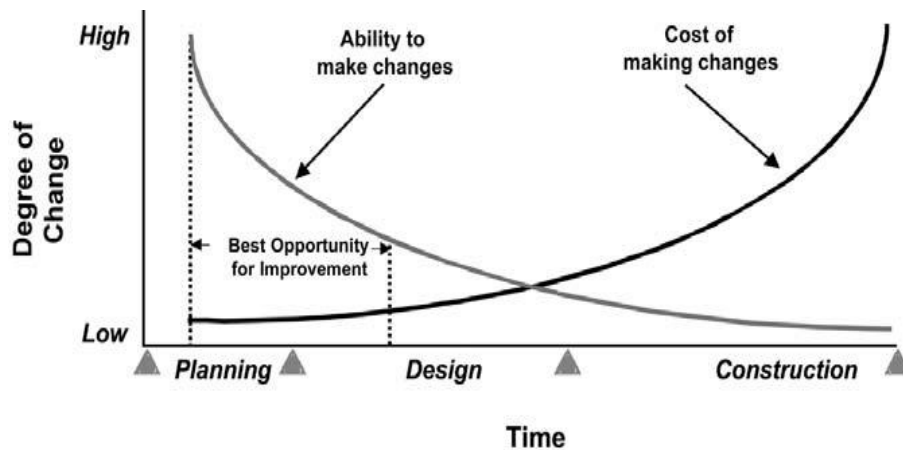 High
Ability to
make changes
Cost of
making changes
Degree of
Change
Best Opportunity
for Improvement
Low
Planning
Design
Construction
Time